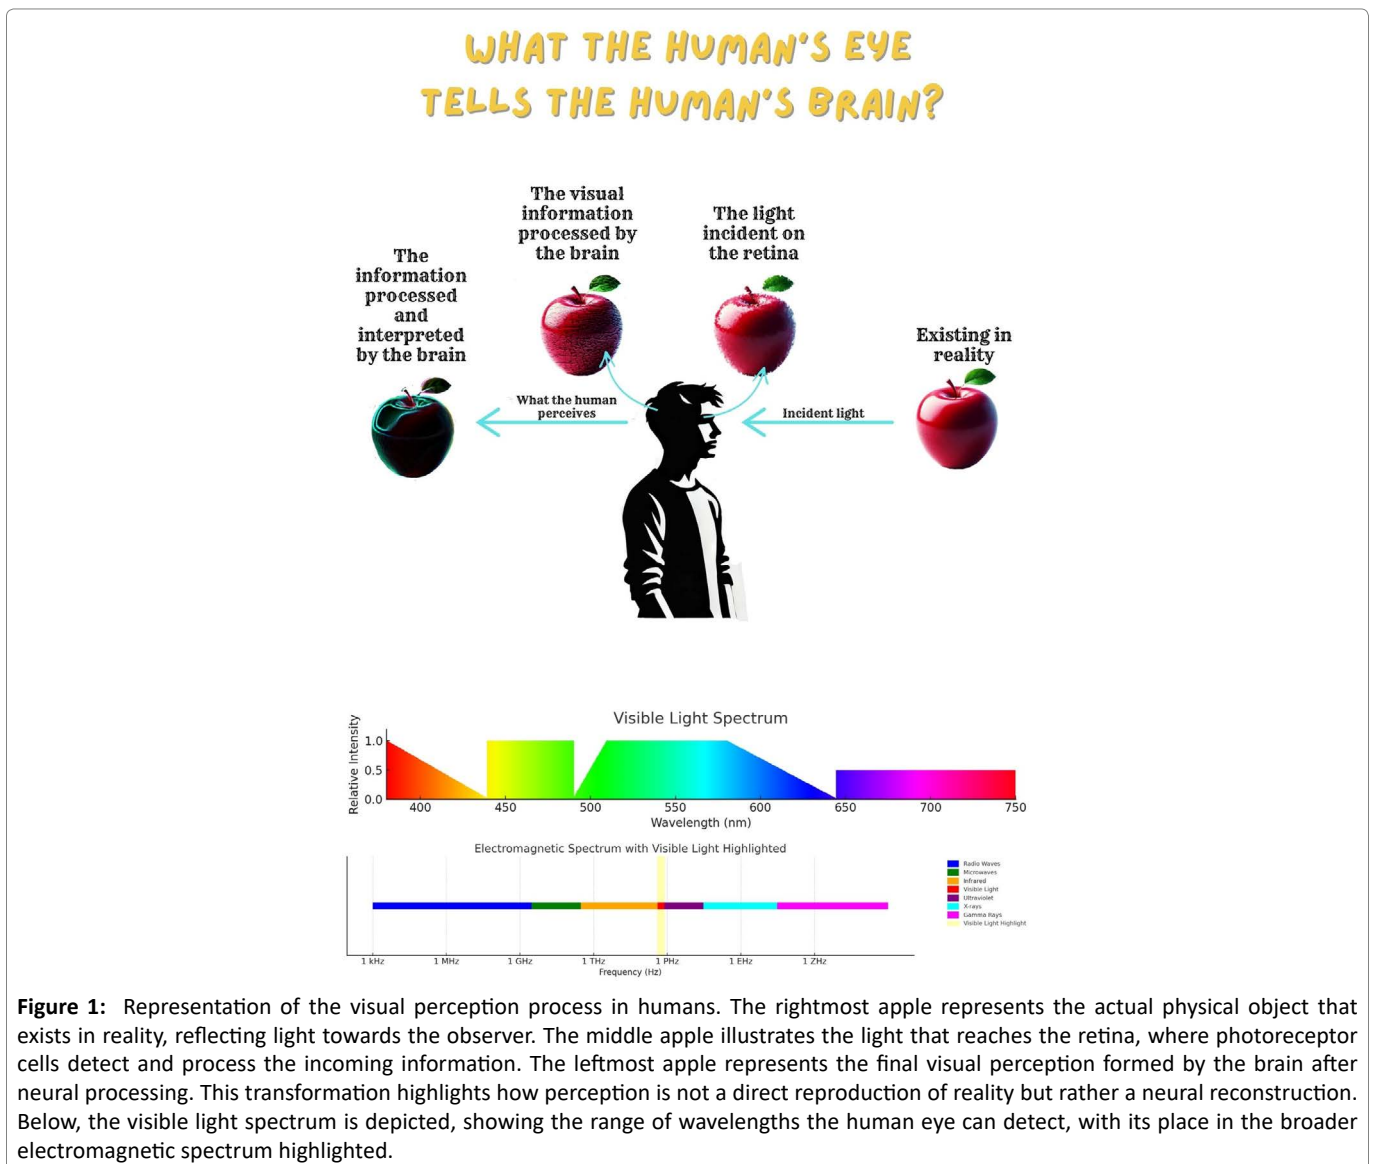 WHAT THE HUMAN'S EYE
TELLS THE HUMAN'S BRAIN?
The
information
processed
and
interpreted
by the brain
The visual
information
processed by
the brain
The light
incident on
the retina
Existing in
reality
What the human
perceives
Incident light
Visible Light Spectrum
Relative Intensity
1.0
0.5
0.0
400 450 500 550 600 650 700 750
Wavelength (nm)
Electromagnetic Spectrum with Visible Light Highlighted
Radio Waves
Microwaves
Infrared
Visible Light
Ultraviolet
X-rays
Gamma Rays
Visible Light Highlight
1 kHz 1 MHz 1 GHz 1 THz 1 PHz 1 EHz 1 ZHz
Frequency (Hz)
Figure 1: Representation of the visual perception process in humans. The rightmost apple represents the actual physical object that
exists in reality, reflecting light towards the observer. The middle apple illustrates the light that reaches the retina, where photoreceptor
cells detect and process the incoming information. The leftmost apple represents the final visual perception formed by the brain after
neural processing. This transformation highlights how perception is not a direct reproduction of reality but rather a neural reconstruction.
Below, the visible light spectrum is depicted, showing the range of wavelengths the human eye can detect, with its place in the broader
electromagnetic spectrum highlighted.